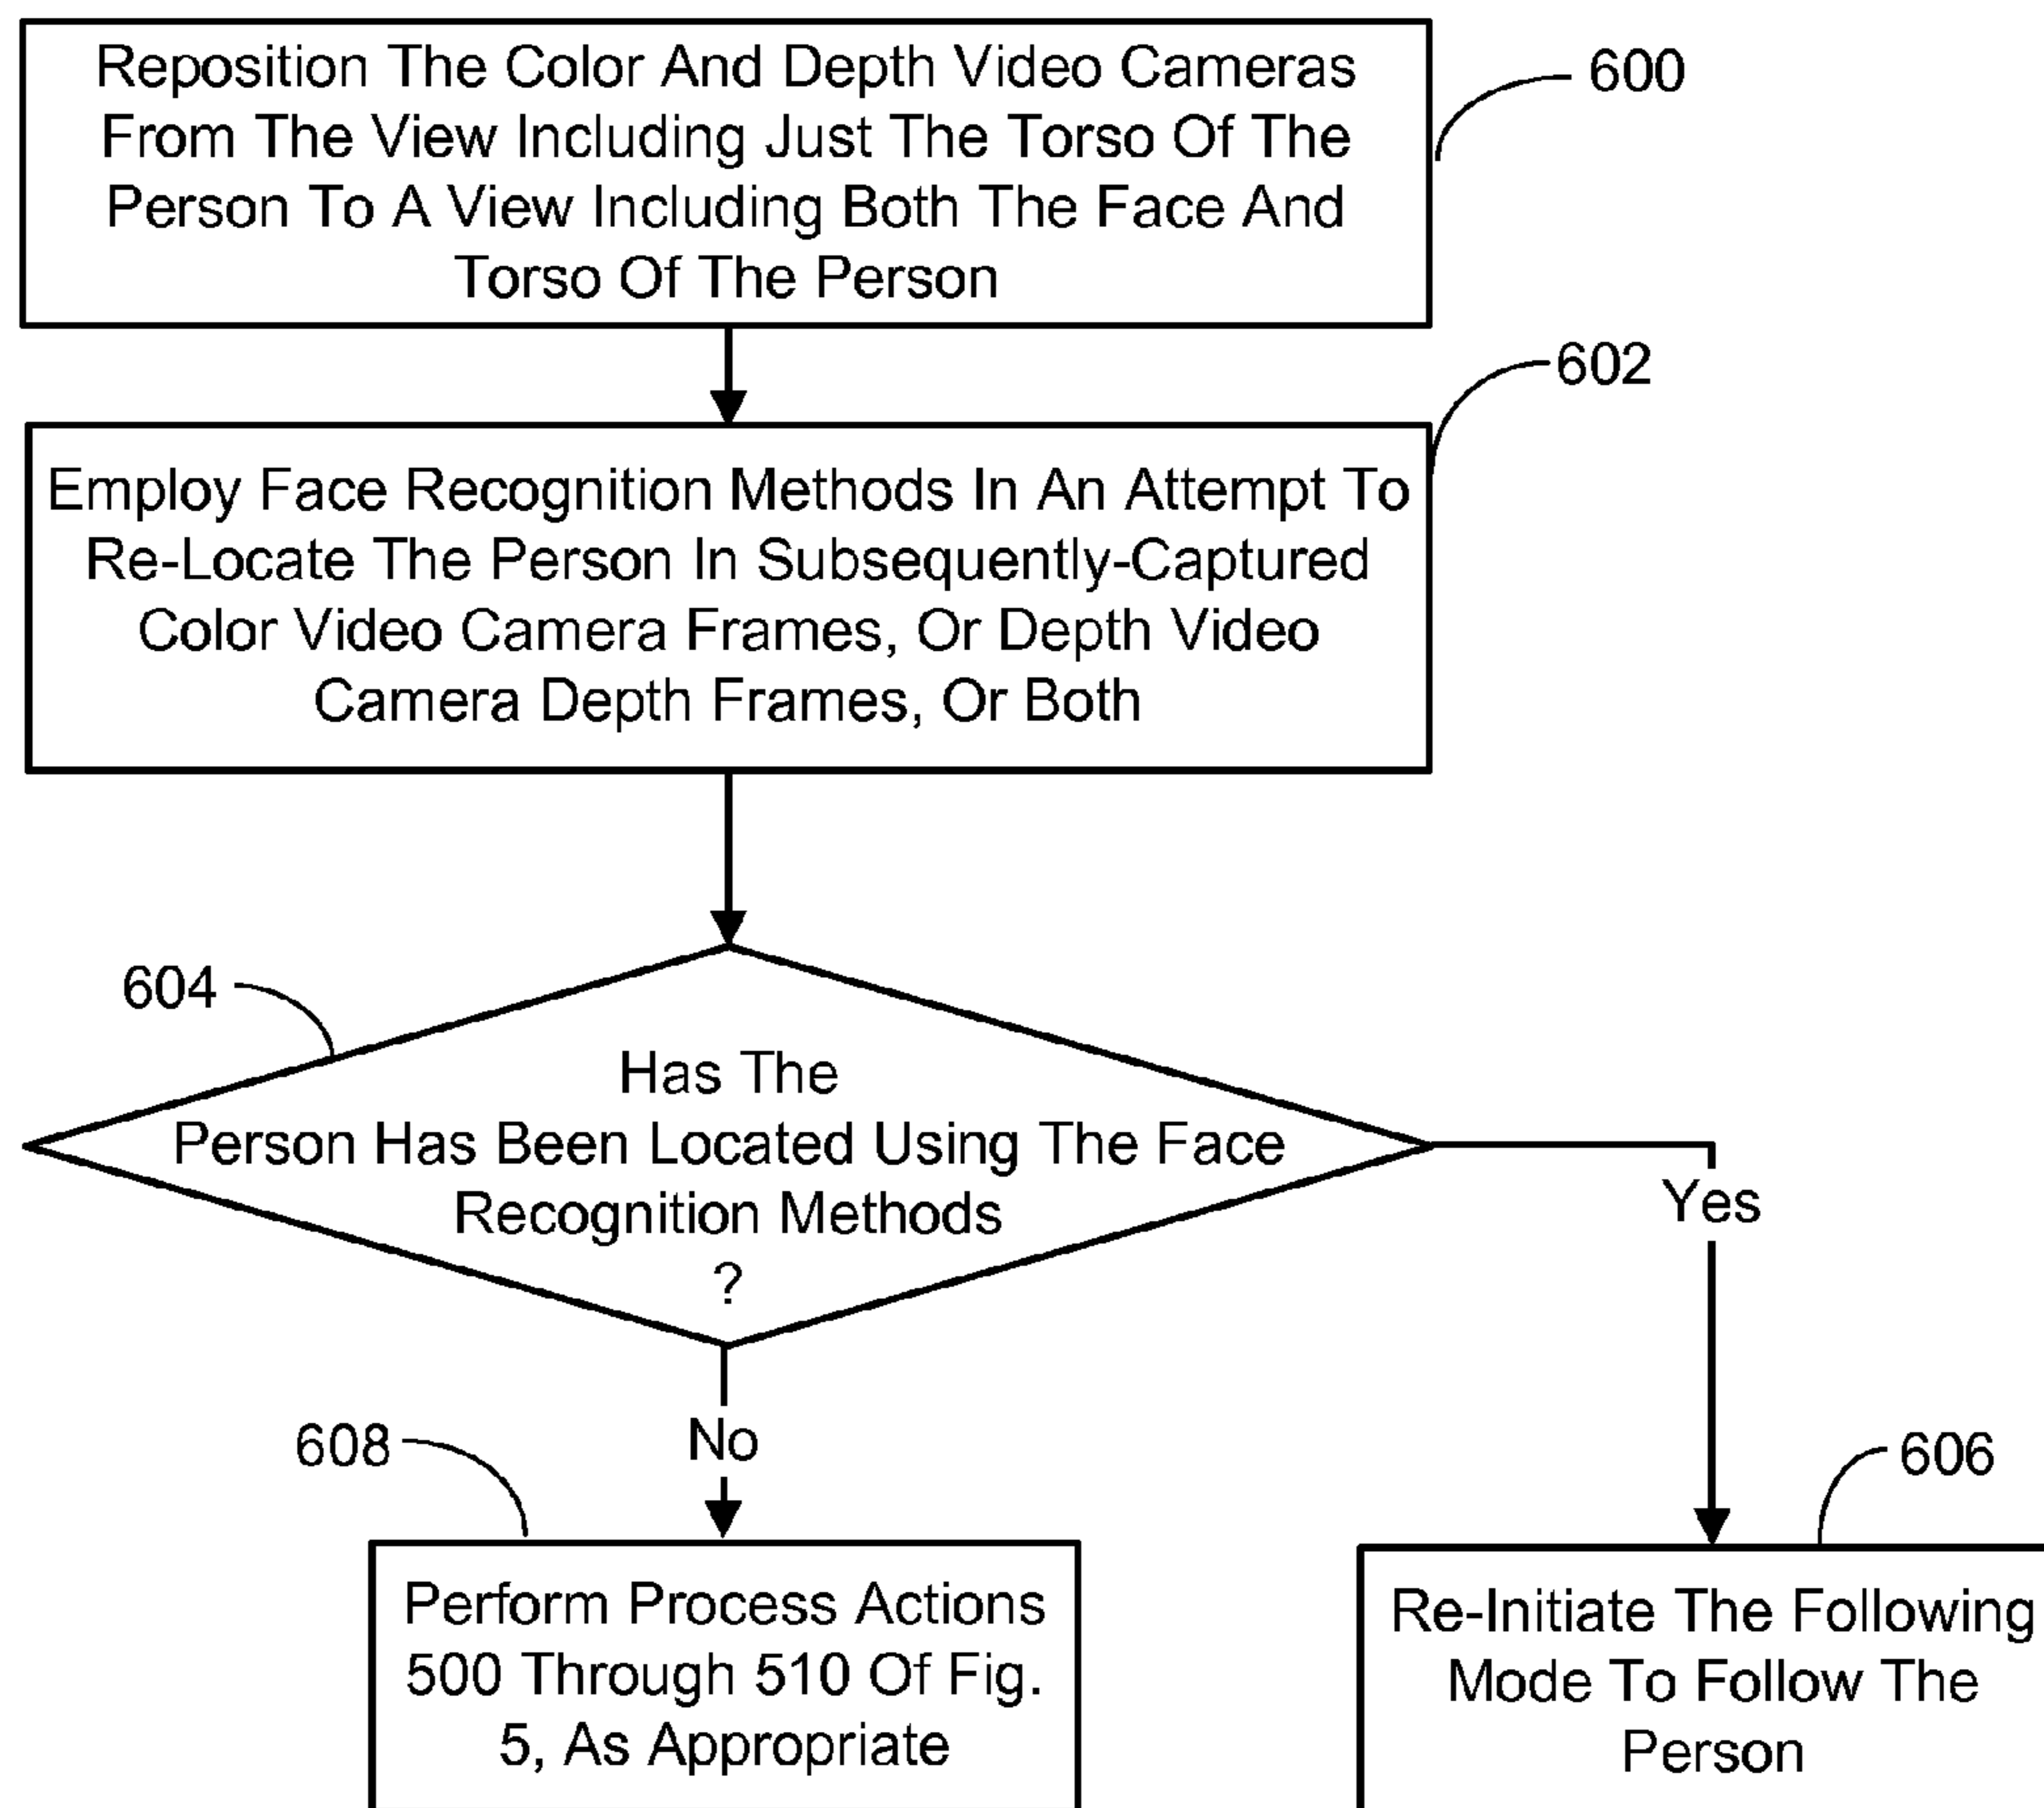 Reposition The Color And Depth Video Cameras
From The View Including Just The Torso Of The
Person To A View Including Both The Face And
Torso Of The Person
600
602
Employ Face Recognition Methods In An Attempt To
Re-Locate The Person In Subsequently-Captured
Color Video Camera Frames, Or Depth Video
Camera Depth Frames, Or Both
604
Has The
Person Has Been Located Using The Face
Recognition Methods
?
Yes
No
608
606
Perform Process Actions
500 Through 510 Of Fig.
5, As Appropriate
Re-Initiate The Following
Mode To Follow The
Person